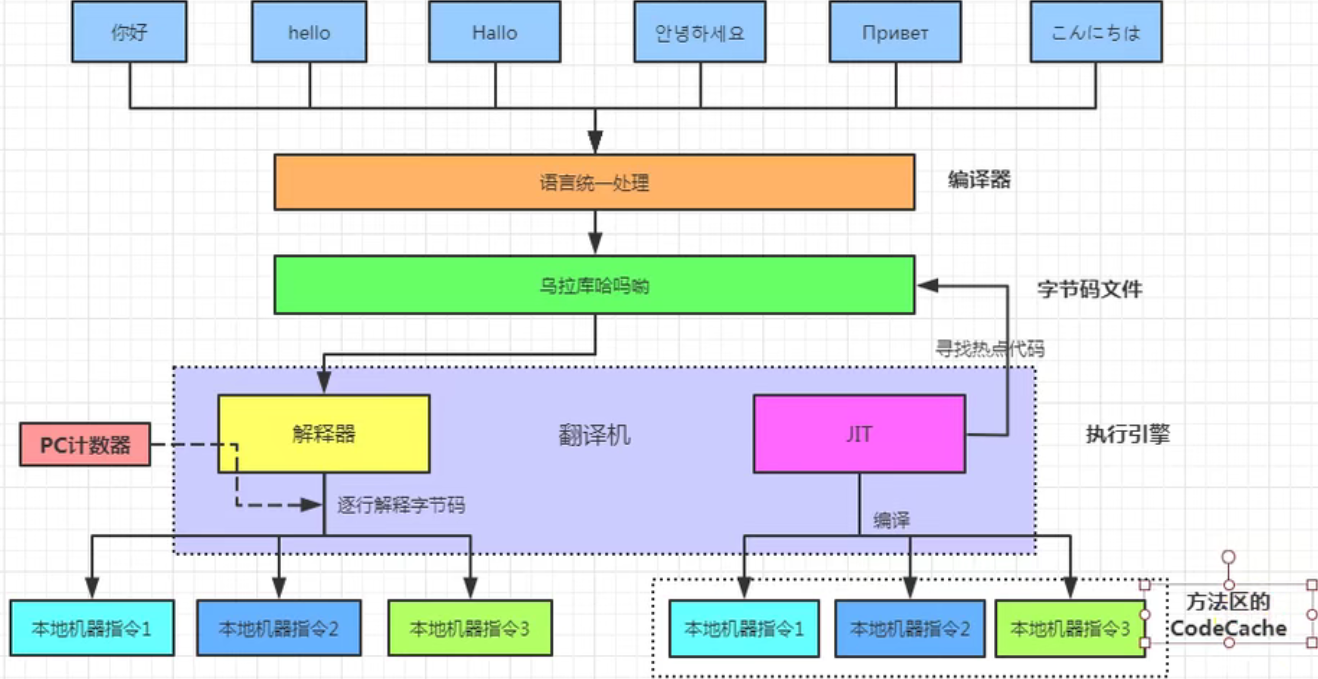 你好
hello
Hallo
안녕하세요
Привет
こんにちは
语言统一处理
编译器
乌拉库哈吗哟
字节码文件
寻找热点代码
解释器
翻译机
JIT
执行引擎
PC计数器
逐行解释字节码
编译
本地机器指令1
本地机器指令2
本地机器指令3
本地机器指令1
本地机器指令2
本地机器指令3
方法区的
CodeCache